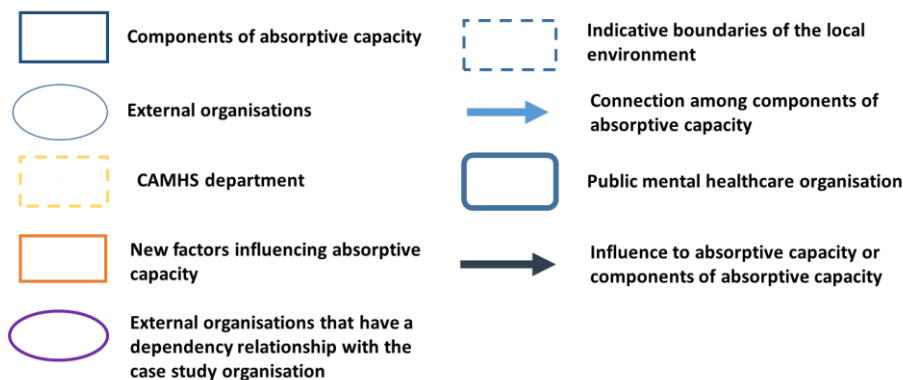 Components of absorptive capacity
External organisations
CAMHS department
New factors influencing absorptive
capacity
External organisations that have a
dependency relationship with the
case study organisation
Indicative boundaries of the local
environment
Connection among components of
absorptive capacity
Public mental healthcare organisation
Influence to absorptive capacity or
components of absorptive capacity